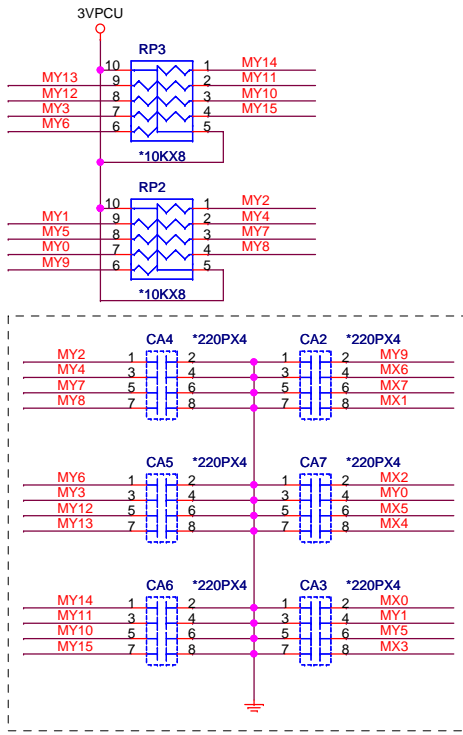 3VPCU
RP3
10 1 MY14
MY13 9 2 MY11
MY12 8 3 MY10
MY3 7 4 MY15
MY6 6 5
*10KX8
RP2
10 1 MY2
MY1 9 2 MY4
MY5 8 3 MY7
MY0 7 4 MY8
MY9 6 5
*10KX8
CA4 *220PX4 CA2 *220PX4
MY2 1 2 1 2 MY9
MY4 3 4 3 4 MX6
MY7 5 6 5 6 MX7
MY8 7 8 7 8 MX1
CA5 *220PX4 CA7 *220PX4
MY6 1 2 1 2 MX2
MY3 3 4 3 4 MY0
MY12 5 6 5 6 MX5
MY13 7 8 7 8 MX4
CA6 *220PX4 CA3 *220PX4
MY14 1 2 1 2 MX0
MY11 3 4 3 4 MY1
MY10 5 6 5 6 MY5
MY15 7 8 7 8 MX3